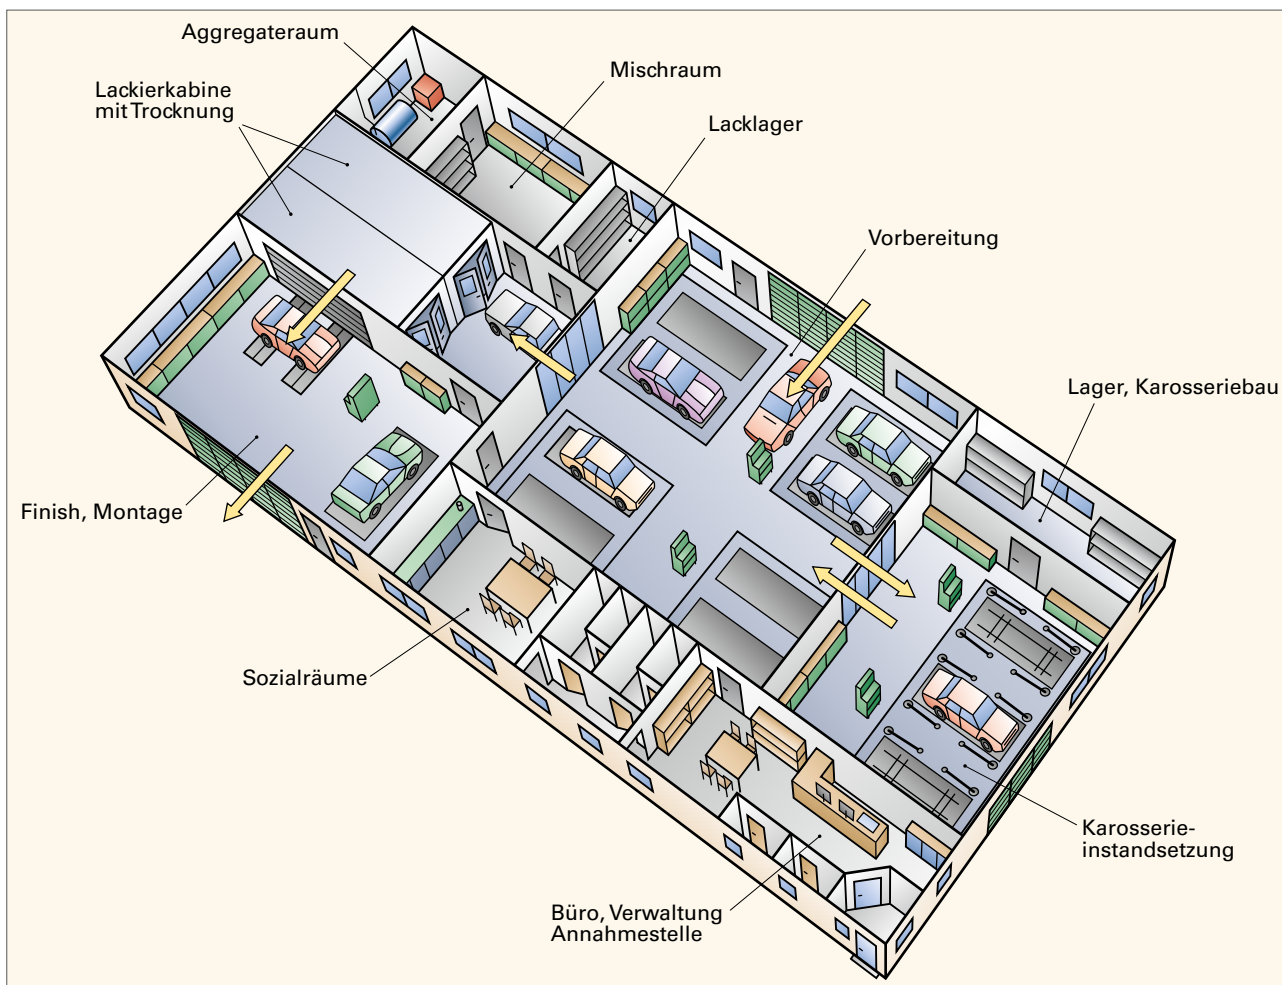 Aggregateraum
Mischraum
Lackierkabine
mit Trocknung
Lacklager
Vorbereitung
Lager, Karosseriebau
Finish, Montage
Sozialräume
Karosserie-
instandsetzung
Büro, Verwaltung
Annahmestelle